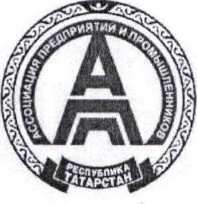 АССОЦИАЦИЯ ПРЕДПРИЯТИЙ И ПРОМЫШЛЕННИКОВ
РЕСПУБЛИКА
ТАТАРСТАН